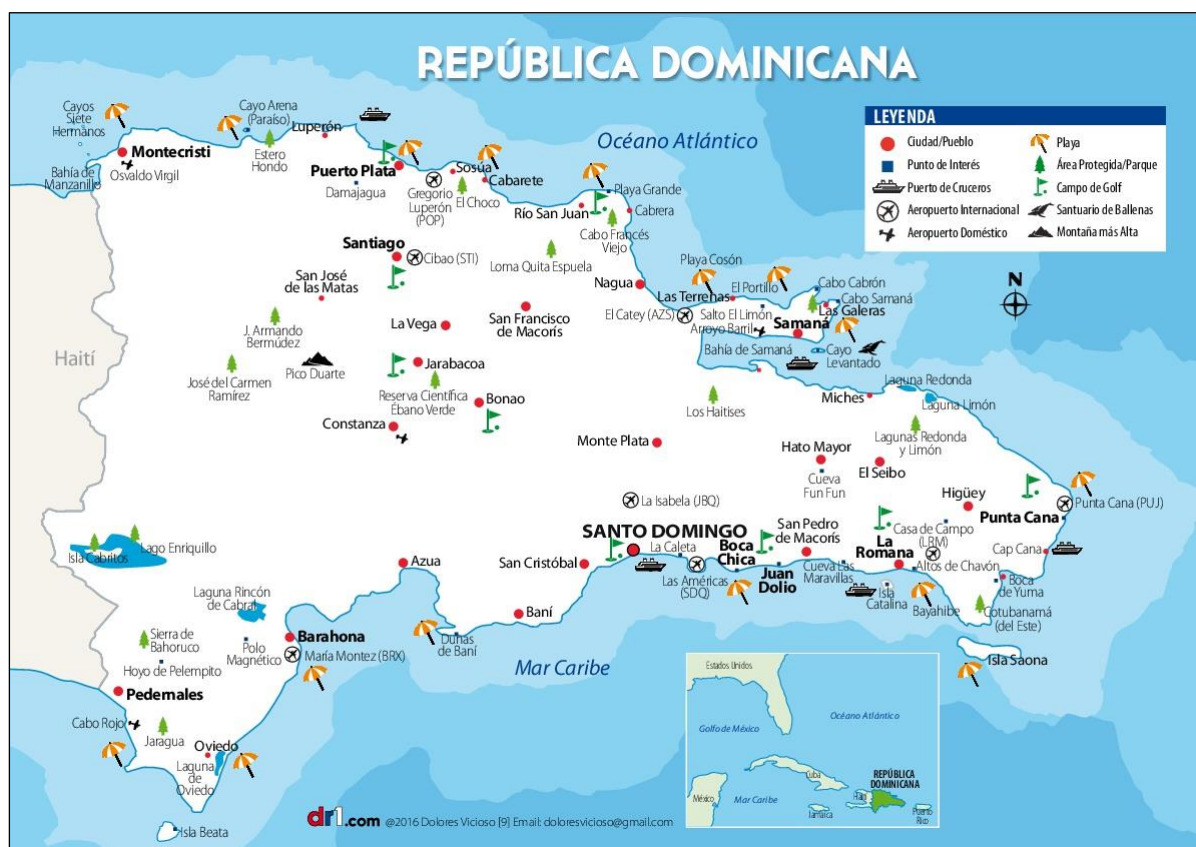 REPÚBLICA DOMINICANA
Océano Atlántico
LEYENDA
Ciudad/Pueblo
Punto de Interés
Puerto de Cruceros
Aeropuerto Internacional
Aeropuerto Doméstico
Playa
Área Protegida/Parque
Campo de Golf
Santuario de Ballenas
Montaña más Alta
N
Cayos
Siete
Hermanos
Montecristi
Osvaldo Virgil
Bahía de
Manzanillo
Cayo Arena
(Paraíso)
Estero
Hondo
Luperón
Puerto Plata
Damajagua
Gregorio
Luperón
(POP)
Sosúa
El Choco
Cabarete
Río San Juan
Playa Grande
Cabrera
Cabo Francés
Viejo
Santiago
Cibao (STI)
Loma Quita Espuela
San José
de las Matas
Nagua
Playa Cosón
Las Terrenas
El Portillo
Cabo Cabrón
Cabo Samaná
Las Galeras
El Catey (AZS)
Salto El Limón
Arroyo Barril
Samaná
Bahía de Samaná
Cayo
Levantado
La Vega
San Francisco
de Macorís
Haití
J. Armando
Bermúdez
José del Carmen
Ramírez
Pico Duarte
Jarabacoa
Reserva Científica
Ébano Verde
Bonao
Constanza
Los Haitises
Miches
Laguna Redonda
Laguna Limón
Lagunas Redonda
y Limón
Monte Plata
Hato Mayor
Cueva
Fun Fun
El Seibo
Higüey
Punta Cana (PUJ)
Punta Cana
La Isabela (JBQ)
SANTO DOMINGO
La Caleta
Las Américas
(SDQ)
Boca
Chica
Juan
Dolio
San Pedro
de Macorís
Cueva Las
Maravillas
La
Romana
Casa de Campo
(LRM)
Altos de Chavón
Isla
Catalina
Bayahibe
Cap Cana
Boca
de Yuma
Cotubanamá
(del Este)
Isla Saona
Isla Cabritos
Lago Enriquillo
Azua
San Cristóbal
Baní
Dunas
de Baní
Laguna Rincón
de Cabral
Sierra de
Bahoruco
Hoyo de Pelempito
Polo
Magnético
Barahona
María Montez (BRX)
Pedernales
Cabo Rojo
Jaragua
Oviedo
Laguna
de
Oviedo
Isla Beata
Mar Caribe
Estados Unidos
Océano Atlántico
Golfo de México
Cuba
México
Mar Caribe
Jamaica
Haití
REPÚBLICA
DOMINICANA
Puerto
Rico
dr1.com @2016 Dolores Vicioso [9] Email: doloresvicioso@gmail.com